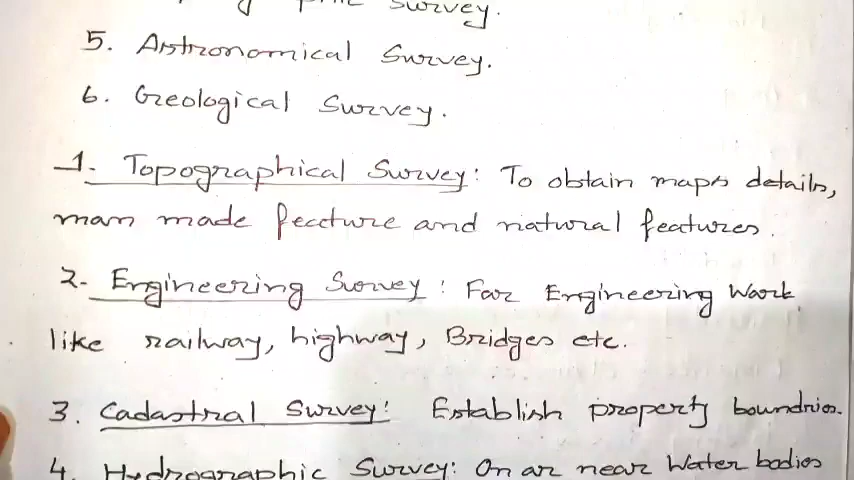 survey.
5. Astronomical Survey.
6. Geological Survey.
1. Topographical Survey: To obtain maps details,
man made feature and natural features.
2- Engineering Survey: For Engineering Work
like railway, highway, Bridges etc.
3. Cadastral Survey: Establish property boundries.
4. Hydrographic Survey: On or near Water bodies